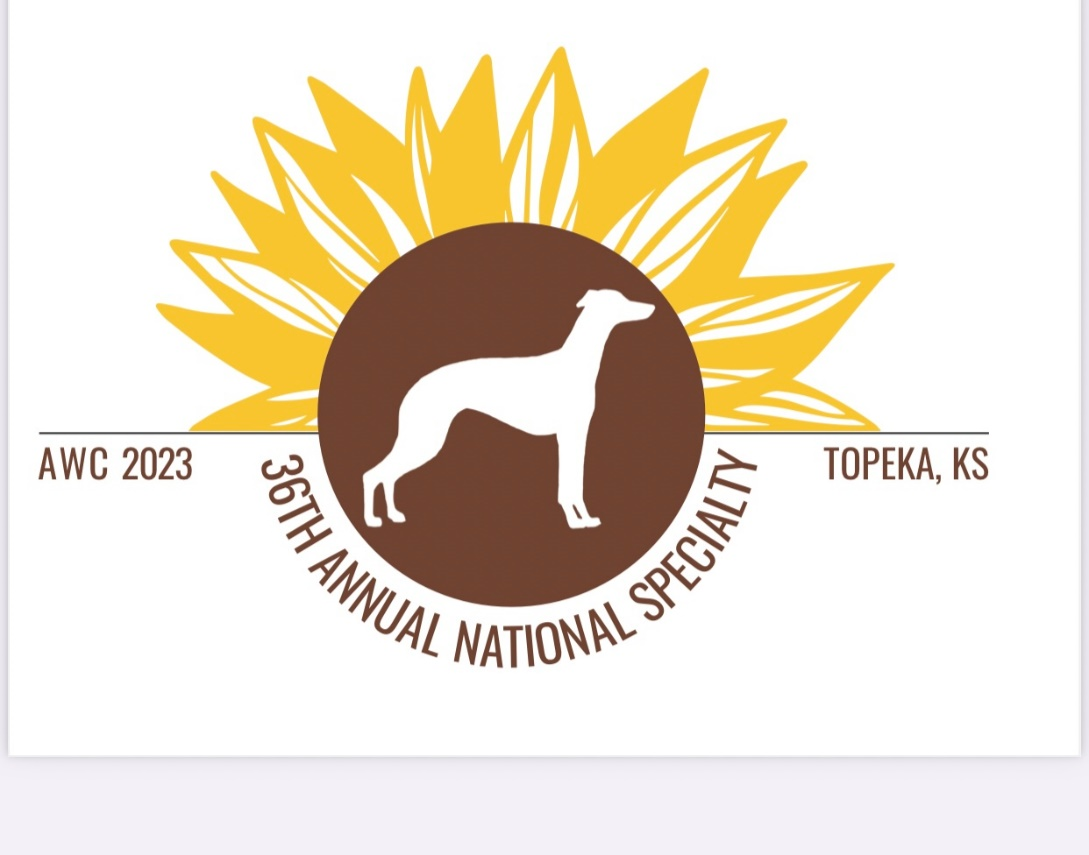 AWC 2023
TOPEKA, KS
36TH ANNUAL NATIONAL SPECIALTY